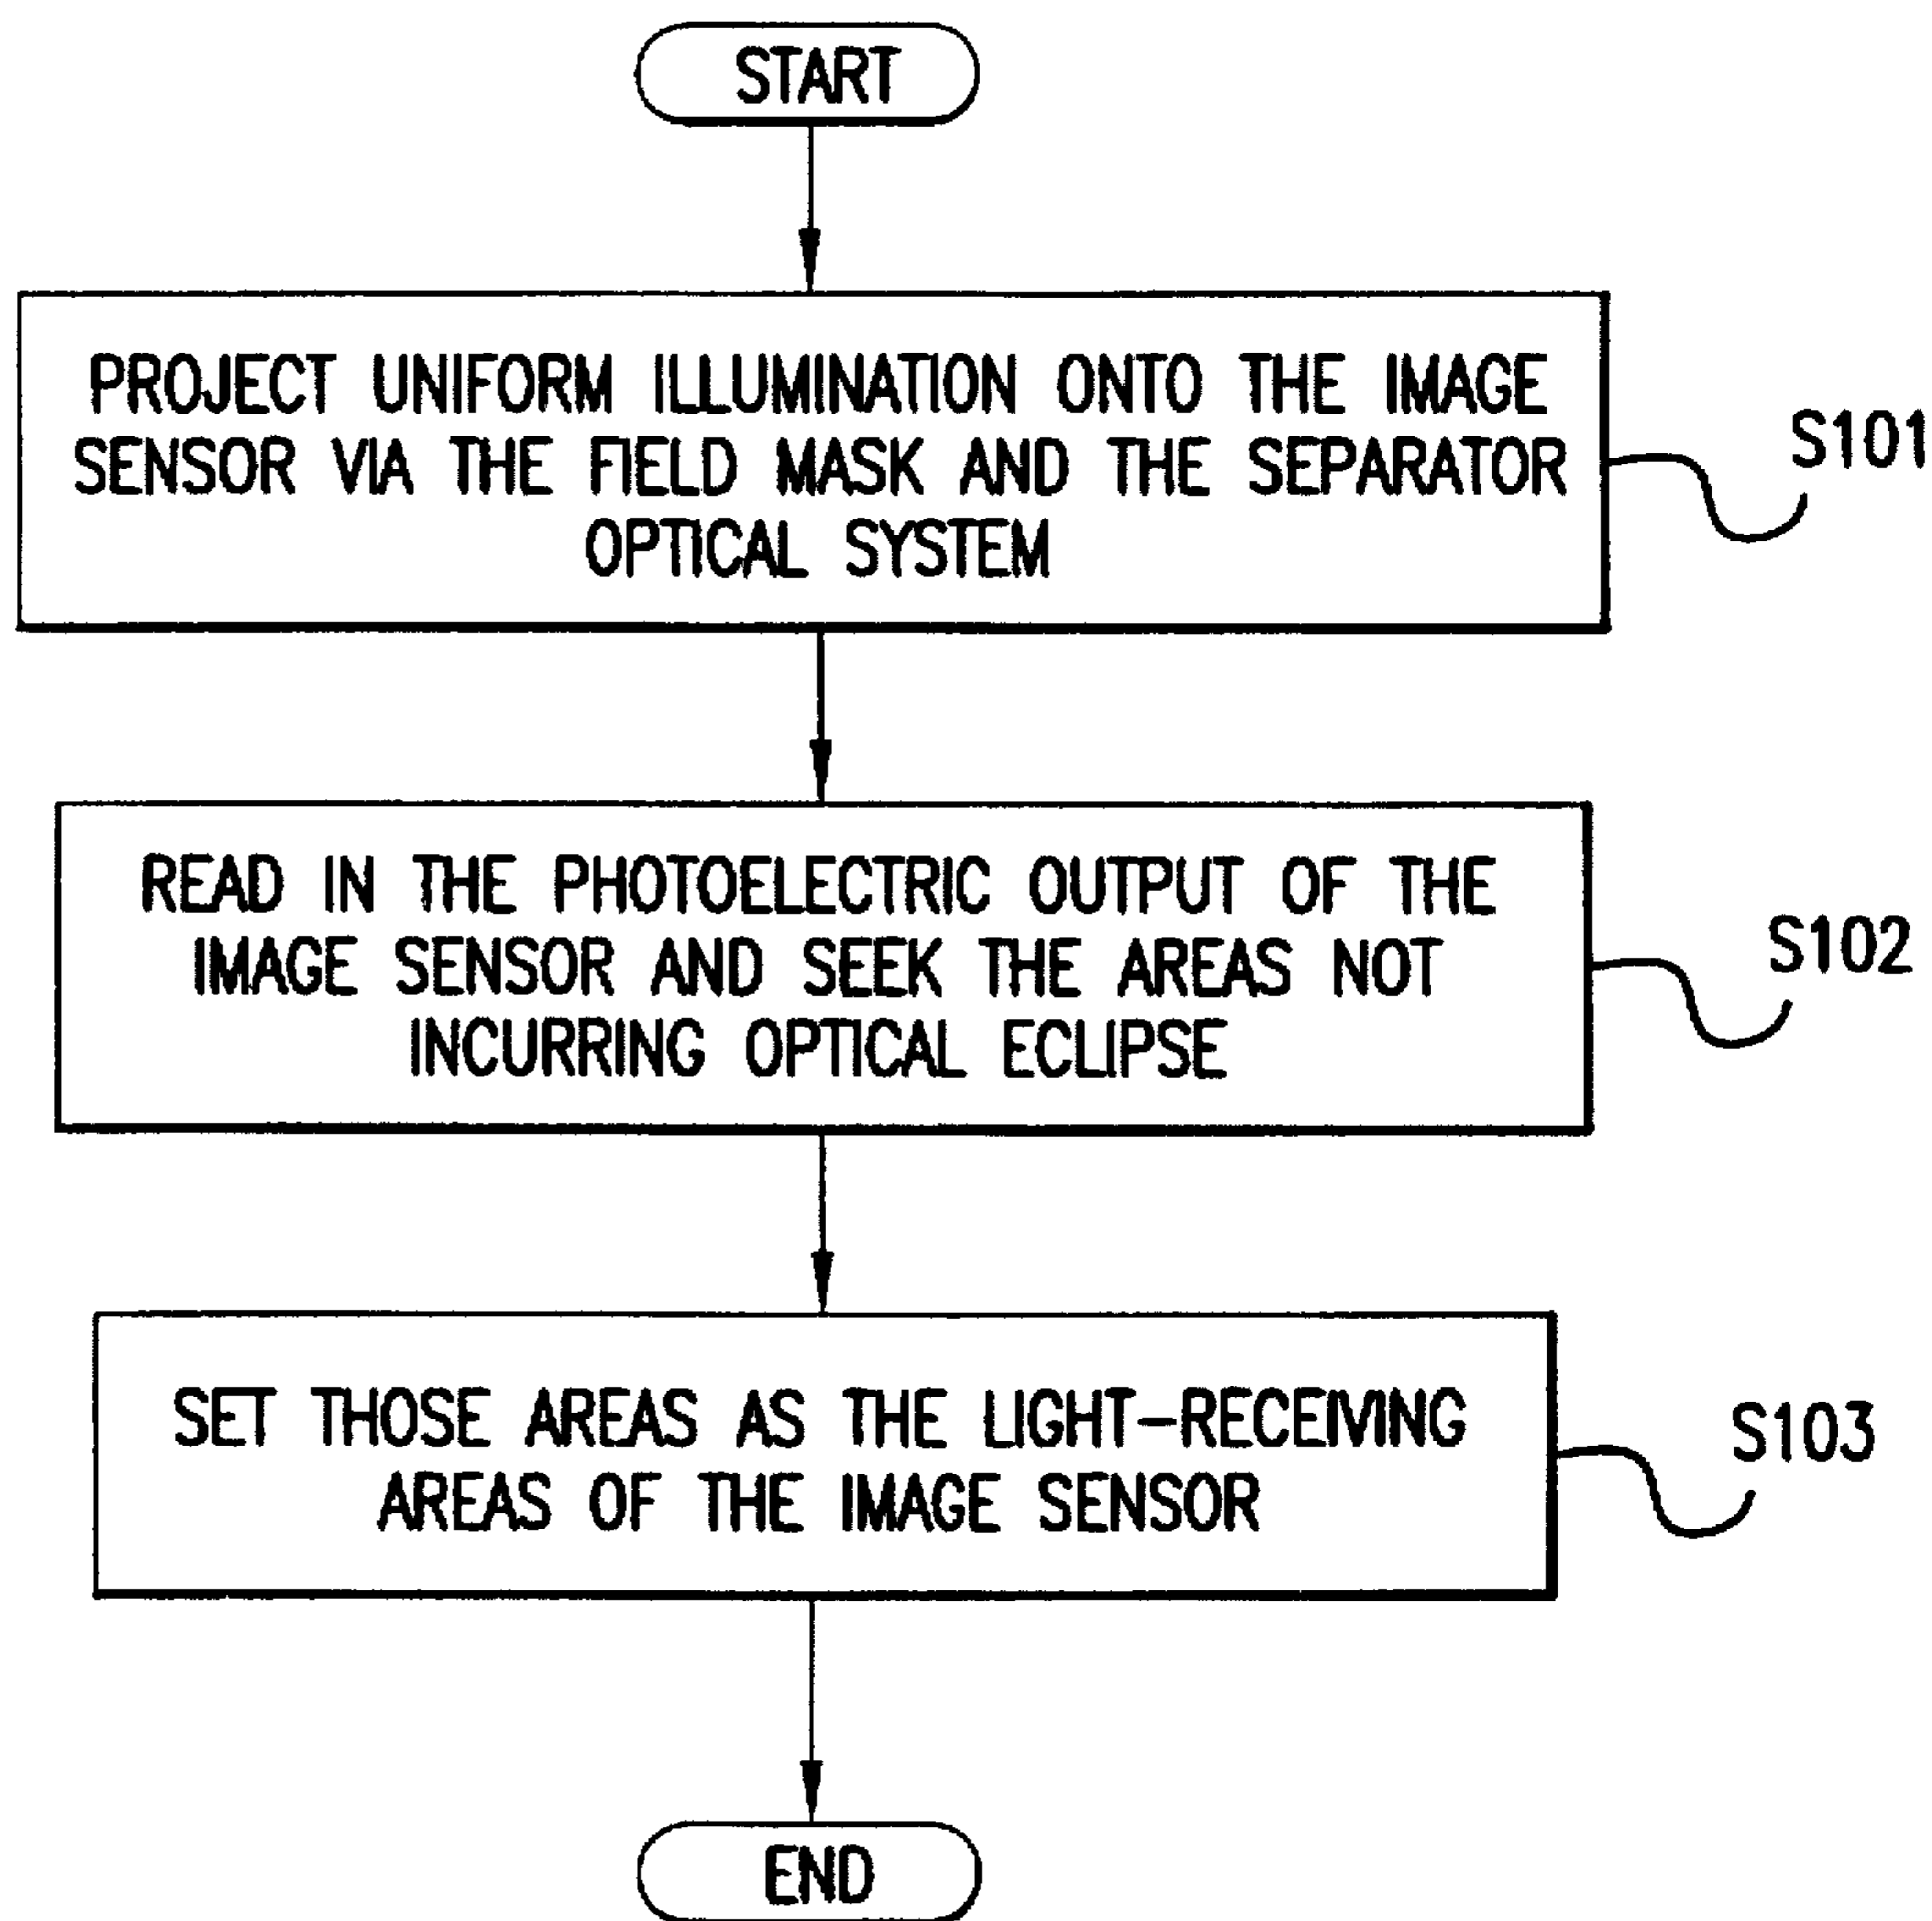 START
PROJECT UNIFORM ILLUMINATION ONTO THE IMAGE
SENSOR VIA THE FIELD MASK AND THE SEPARATOR
OPTICAL SYSTEM
S101
READ IN THE PHOTOELECTRIC OUTPUT OF THE
IMAGE SENSOR AND SEEK THE AREAS NOT
INCURRING OPTICAL ECLIPSE
S102
SET THOSE AREAS AS THE LIGHT-RECEIVING
AREAS OF THE IMAGE SENSOR
S103
END